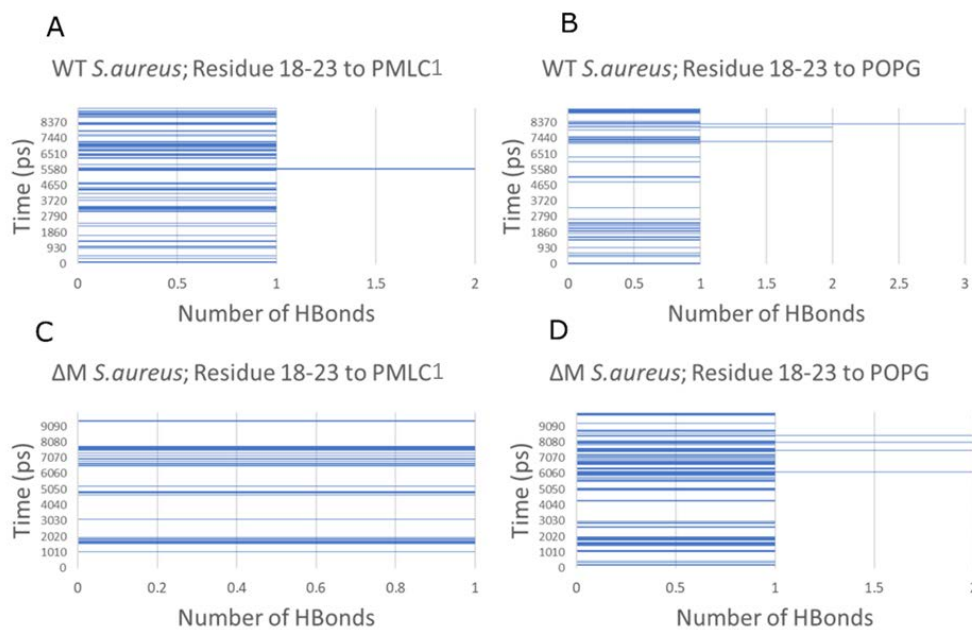 A
WT S.aureus; Residue 18-23 to PMLC1
Time (ps)
8370
7440
6510
5580
4650
3720
2790
1860
930
0
0 0.5 1 1.5 2
Number of HBonds
B
WT S.aureus; Residue 18-23 to POPG
Time (ps)
8370
7440
6510
5580
4650
3720
2790
1860
930
0
0 0.5 1 1.5 2 2.5 3
Number of HBonds
C
ΔM S.aureus; Residue 18-23 to PMLC1
Time (ps)
9090
8080
7070
6060
5050
4040
3030
2020
1010
0
0 0.2 0.4 0.6 0.8 1
Number of HBonds
D
ΔM S.aureus; Residue 18-23 to POPG
Time (ps)
9090
8080
7070
6060
5050
4040
3030
2020
1010
0
0 0.5 1 1.5 2
Number of HBonds